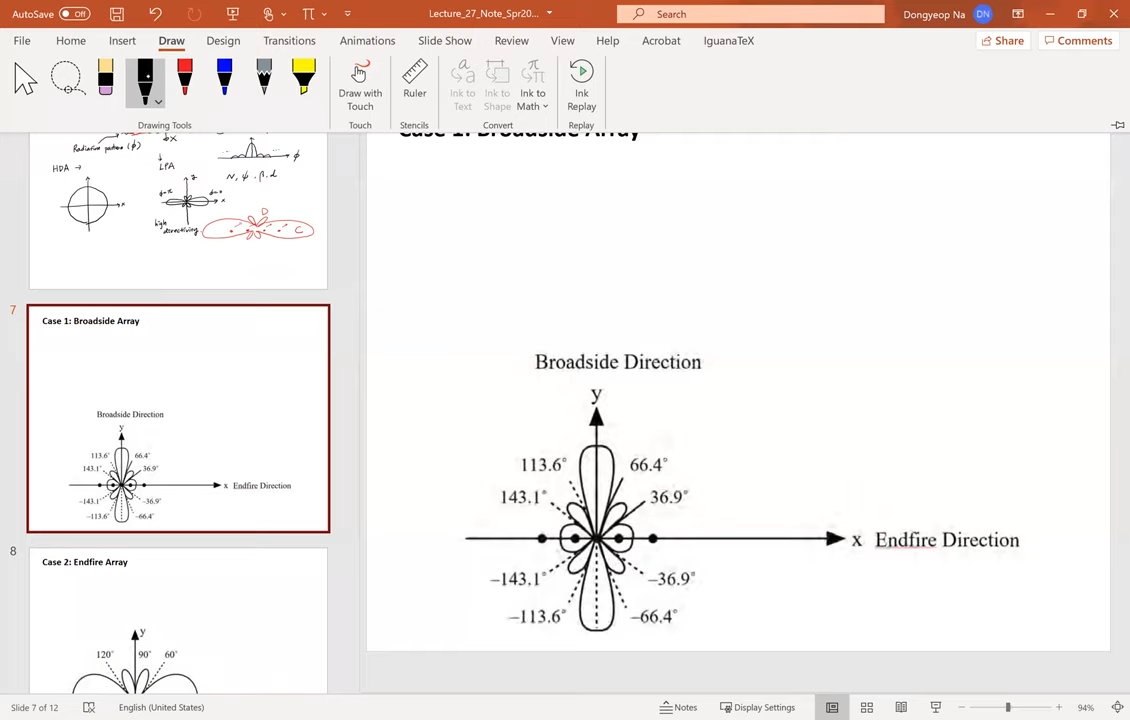 AutoSave Off Lecture_27_Note_Spr20... Search Dongyeop Na DN
File Home Insert Draw Design Transitions Animations Slide Show Review View Help Acrobat IguanaTeX Share Comments
Draw with Touch
Ruler
Ink to Text
Ink to Shape
Ink to Math
Ink Replay
Drawing Tools Touch Stencils Convert Replay
Radiation pattern (ϕ)
HDA →
LPA
ϕ
N, ψ, β, d
z
x
x
high
D
C
7
Case 1: Broadside Array
Broadside Direction
y
113.6° 66.4°
143.1° 36.9°
x Endfire Direction
−143.1° −36.9°
−113.6° −66.4°
8
Case 2: Endfire Array
y
120° 90° 60°
Case 1: Broadside Array
Broadside Direction
y
113.6° 66.4°
143.1° 36.9°
x Endfire Direction
−143.1° −36.9°
−113.6° −66.4°
Slide 7 of 12 English (United States) Notes Display Settings 94%